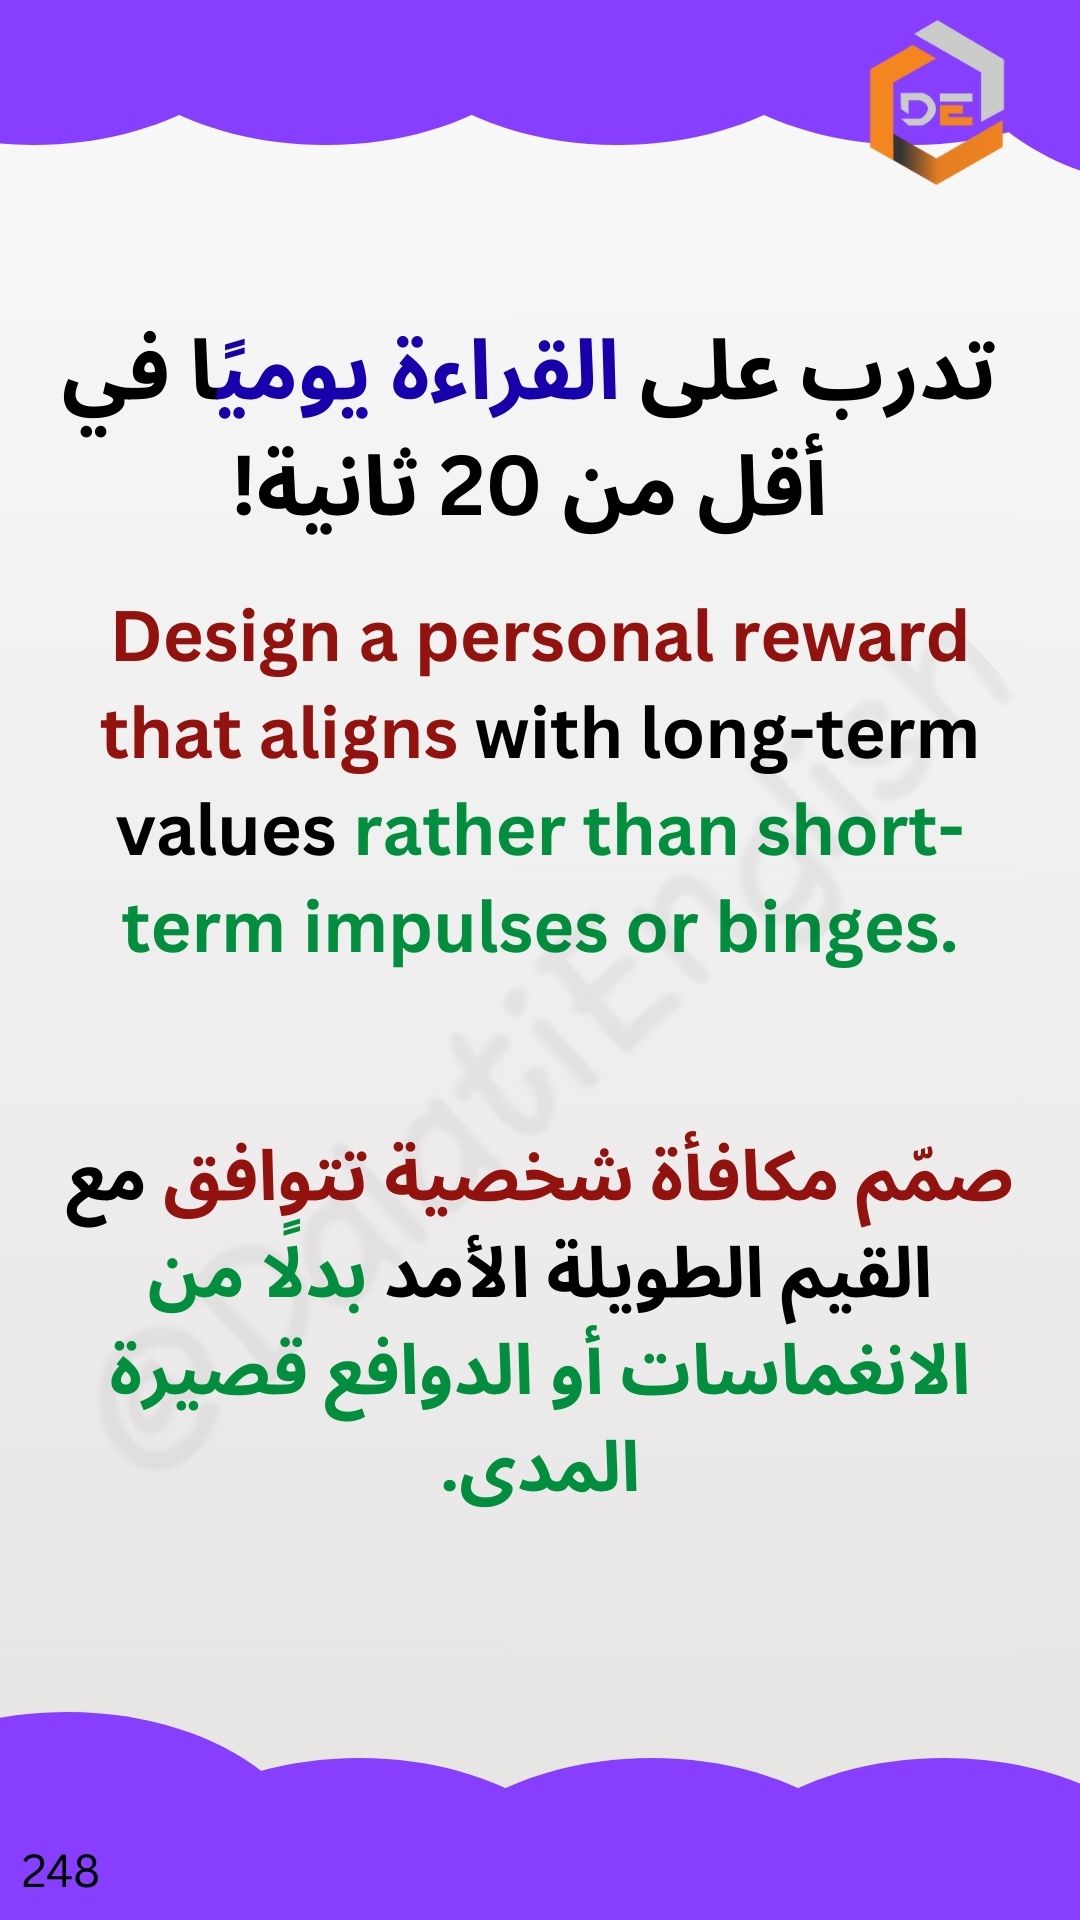 DE
تدرب على القراءة يوميًا في
أقل من 20 ثانية!
Design a personal reward
that aligns with long-term
values rather than short-
term impulses or binges.
@DalatiEnglish
صمّم مكافأة شخصية تتوافق مع
القيم الطويلة الأمد بدلًا من
الانغماسات أو الدوافع قصيرة
المدى.
248